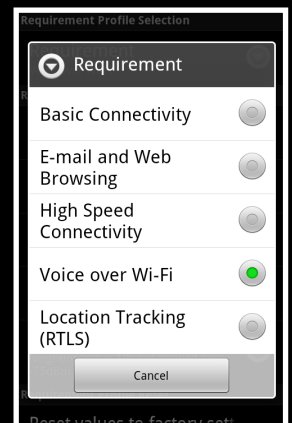 Requirement Profile Selection
Requirement
Requirement
Basic Connectivity
E-mail and Web
Browsing
High Speed
Connectivity
Voice over Wi-Fi
Location Tracking
(RTLS)
Cancel
Reset values to factory